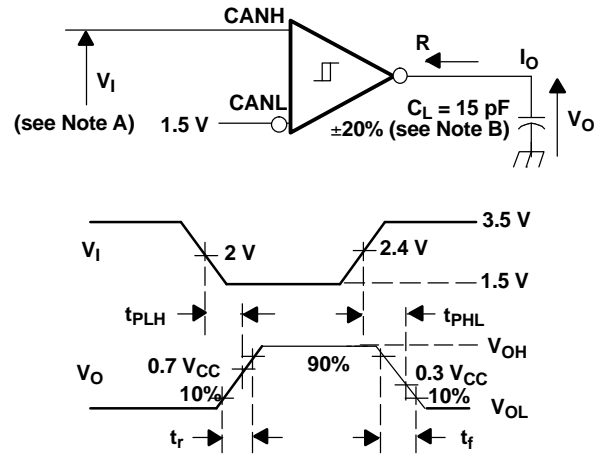 CANH
R
I_O
V_I
(see Note A)
CANL
1.5 V
C_L = 15 pF
±20% (see Note B)
V_O
V_I
2 V
2.4 V
3.5 V
1.5 V
t_PLH
t_PHL
V_OH
V_O
0.7 V_CC
90%
0.3 V_CC
10%
10%
V_OL
t_r
t_f